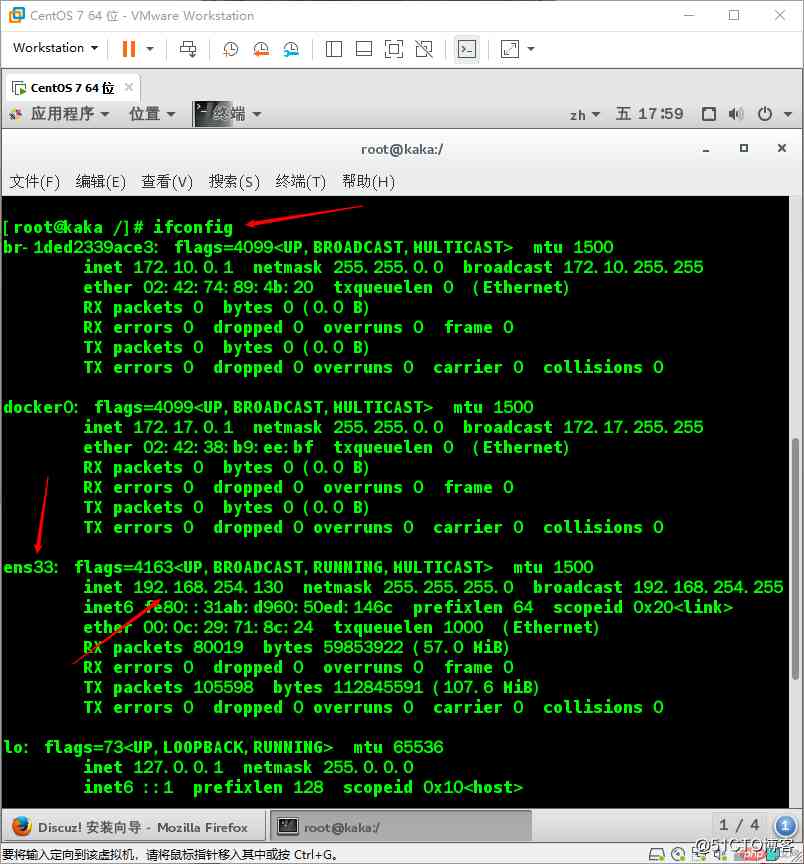 CentOS 7 64 位 - VMware Workstation
Workstation
CentOS 7 64 位
应用程序 位置 终端 zh 五 17:59
root@kaka:/
文件(F) 编辑(E) 查看(V) 搜索(S) 终端(T) 帮助(H)
[root@kaka /]# ifconfig
br-1ded2339ace3: flags=4099<UP,BROADCAST,MULTICAST> mtu 1500
inet 172.10.0.1 netmask 255.255.0.0 broadcast 172.10.255.255
ether 02:42:74:89:4b:20 txqueuelen 0 (Ethernet)
RX packets 0 bytes 0 (0.0 B)
RX errors 0 dropped 0 overruns 0 frame 0
TX packets 0 bytes 0 (0.0 B)
TX errors 0 dropped 0 overruns 0 carrier 0 collisions 0
docker0: flags=4099<UP,BROADCAST,MULTICAST> mtu 1500
inet 172.17.0.1 netmask 255.255.0.0 broadcast 172.17.255.255
ether 02:42:38:b9:ee:bf txqueuelen 0 (Ethernet)
RX packets 0 bytes 0 (0.0 B)
RX errors 0 dropped 0 overruns 0 frame 0
TX packets 0 bytes 0 (0.0 B)
TX errors 0 dropped 0 overruns 0 carrier 0 collisions 0
ens33: flags=4163<UP,BROADCAST,RUNNING,MULTICAST> mtu 1500
inet 192.168.254.130 netmask 255.255.255.0 broadcast 192.168.254.255
inet6 fe80::31ab:d960:50ed:146c prefixlen 64 scopeid 0x20<link>
ether 00:0c:29:71:8c:24 txqueuelen 1000 (Ethernet)
RX packets 80019 bytes 59853922 (57.0 MiB)
RX errors 0 dropped 0 overruns 0 frame 0
TX packets 105598 bytes 112845591 (107.6 MiB)
TX errors 0 dropped 0 overruns 0 carrier 0 collisions 0
lo: flags=73<UP,LOOPBACK,RUNNING> mtu 65536
inet 127.0.0.1 netmask 255.0.0.0
inet6 ::1 prefixlen 128 scopeid 0x10<host>
Discuz! 安装向导 - Mozilla Firefox root@kaka:/ 1 / 4 1
@51CTO博客
要将输入定向到该虚拟机，请将鼠标指针移入其中或按 Ctrl+G。